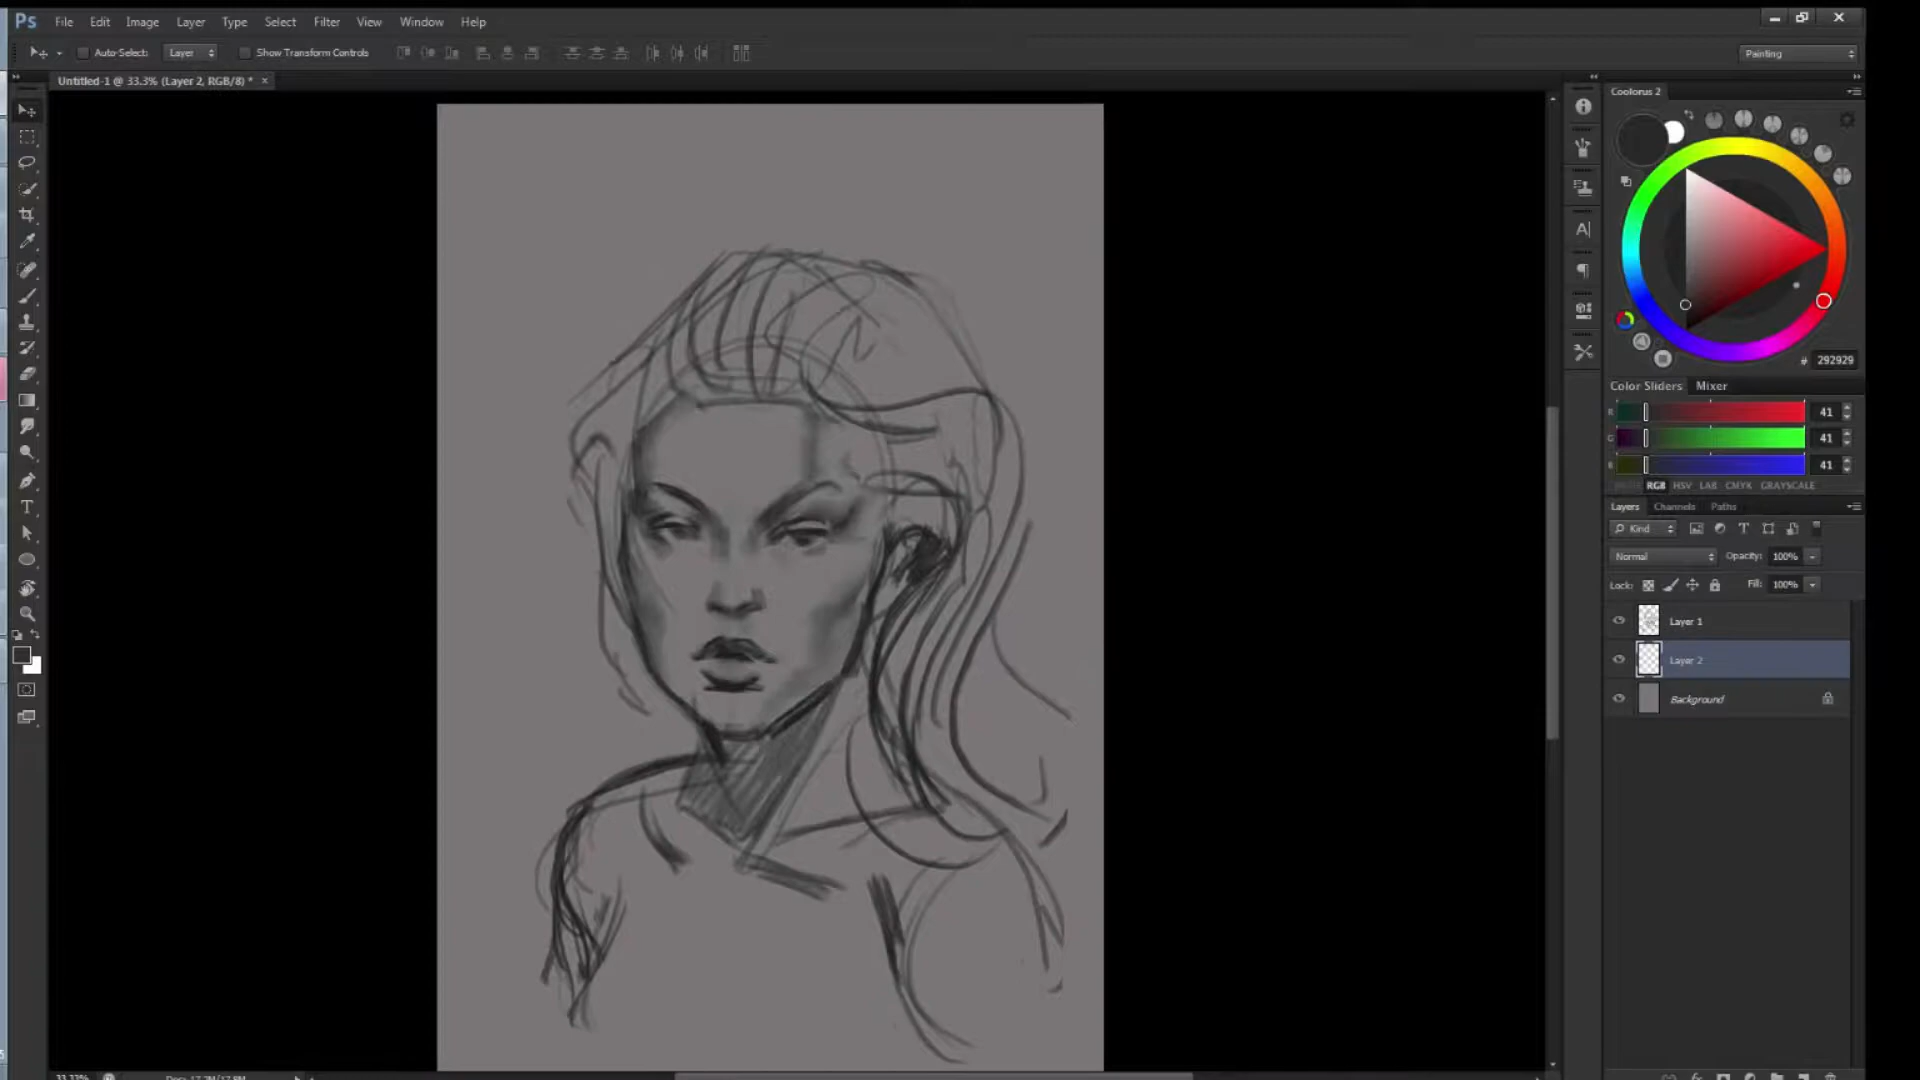 Ps File Edit Image Layer Type Select Filter View Window Help
Auto-Select: Layer Show Transform Controls Painting
Untitled-1 @ 33.3% (Layer 2, RGB/8) * ×
Coolorus 2
# 292929
Color Sliders Mixer
R 41
G 41
B 41
RGB HSV LAB CMYK GRAYSCALE
Layers Channels Paths
Kind
Normal Opacity: 100%
Lock: Fill: 100%
Layer 1
Layer 2
Background
33.33%